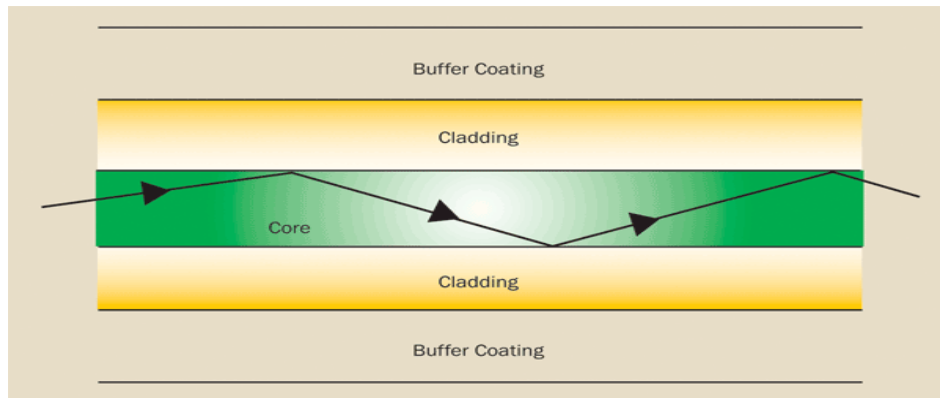 Buffer Coating
Cladding
Core
Cladding
Buffer Coating